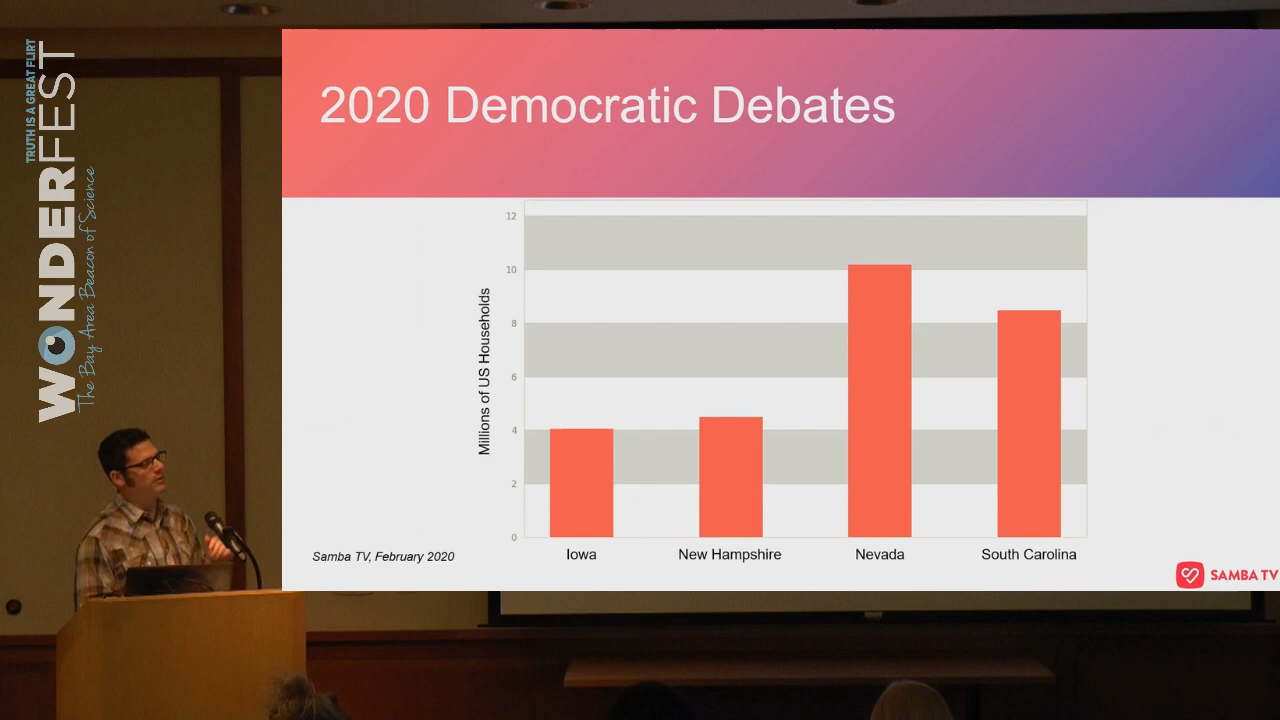 TRUTH IS A GREAT FLIRT
WONDERFEST
The Bay Area Beacon of Science
2020 Democratic Debates
Millions of US Households
12
10
8
6
4
2
0
Iowa
New Hampshire
Nevada
South Carolina
Samba TV, February 2020
SAMBA TV